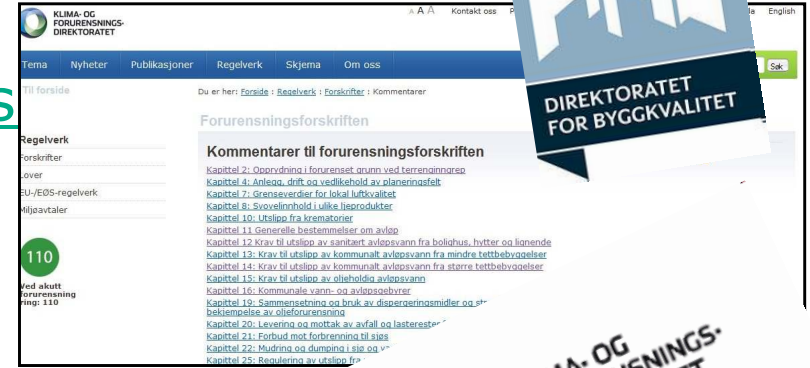 KLIMA- OG
FORURENSNINGS-
DIREKTORATET
A A A Kontakt oss English
Tema Nyheter Publikasjoner Regelverk Skjema Om oss
Søk
Til forside
Du er her: Forside : Regelverk : Forskrifter : Kommentarer
S
DIREKTORATET
FOR BYGGKVALITET
Forurensningsforskriften
Regelverk
Forskrifter
Lover
EU-/EØS-regelverk
Miljøavtaler
110
Ved akutt
forurensning
ring: 110
Kommentarer til forurensningsforskriften
Kapittel 2: Opprydning i forurenset grunn ved terrenginngrep
Kapittel 4: Anlegg, drift og vedlikehold av planeringsfelt
Kapittel 7: Grenseverdier for lokal luftkvalitet
Kapittel 8: Svovelinnhold i ulike ljeprodukter
Kapittel 10: Utslipp fra krematorier
Kapittel 11 Generelle bestemmelser om avløp
Kapittel 12 Krav til utslipp av sanitært avløpsvann fra bolighus, hytter og lignende
Kapittel 13: Krav til utslipp av kommunalt avløpsvann fra mindre tettbebyggelser
Kapittel 14: Krav til utslipp av kommunalt avløpsvann fra større tettbebyggelser
Kapittel 15: Krav til utslipp av oljeholdig avløpsvann
Kapittel 16: Kommunale vann- og avløpsgebyrer
Kapittel 19: Sammensetning og bruk av dispergeringsmidler og
bekjempelse av oljeforurensning
Kapittel 20: Levering og mottak av avfall og lasterester
Kapittel 21: Forbud mot forbrenning til sjøs
Kapittel 22: Mudring og dumping i sjø og
Kapittel 25: Regulering av utslipp fra